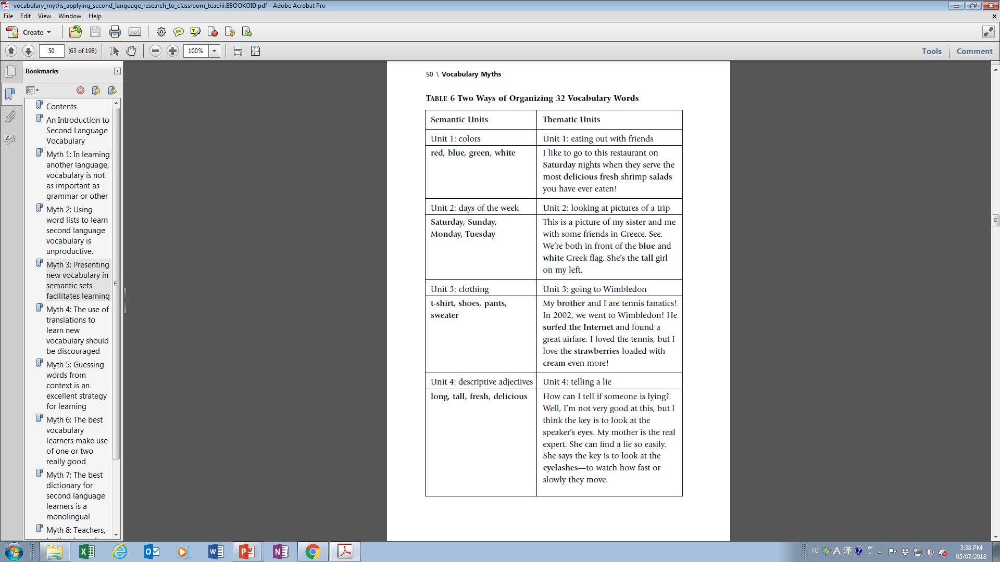 vocabulary_myths_applying_second_language_research_to_classroom_teachi.EBOOKOID.pdf - Adobe Acrobat Pro
File Edit View Window Help
Create
50 (63 of 198) 100% Tools Comment
Bookmarks
Contents
An Introduction to
Second Language
Vocabulary
Myth 1: In learning
another language,
vocabulary is not
as important as
grammar or other
Myth 2: Using
word lists to learn
second language
vocabulary is
unproductive.
Myth 3: Presenting
new vocabulary in
semantic sets
facilitates learning
Myth 4: The use of
translations to
learn new
vocabulary should
be discouraged
Myth 5: Guessing
words from
context is an
excellent strategy
for learning
Myth 6: The best
vocabulary
learners make use
of one or two
really good
Myth 7: The best
dictionary for
second language
learners is a
monolingual
Myth 8: Teachers,
50 \ Vocabulary Myths
TABLE 6 Two Ways of Organizing 32 Vocabulary Words
Semantic Units
Thematic Units
Unit 1: colors
Unit 1: eating out with friends
red, blue, green, white
I like to go to this restaurant on
Saturday nights when they serve the
most delicious fresh shrimp salads
you have ever eaten!
Unit 2: days of the week
Unit 2: looking at pictures of a trip
Saturday, Sunday,
Monday, Tuesday
This is a picture of my sister and me
with some friends in Greece. See.
We're both in front of the blue and
white Greek flag. She's the tall girl
on my left.
Unit 3: clothing
Unit 3: going to Wimbledon
t-shirt, shoes, pants,
sweater
My brother and I are tennis fanatics!
In 2002, we went to Wimbledon! He
surfed the Internet and found a
great airfare. I loved the tennis, but I
love the strawberries loaded with
cream even more!
Unit 4: descriptive adjectives
Unit 4: telling a lie
long, tall, fresh, delicious
How can I tell if someone is lying?
Well, I'm not very good at this, but I
think the key is to look at the
speaker's eyes. My mother is the real
expert. She can find a lie so easily.
She says the key is to look at the
eyelashes—to watch how fast or
slowly they move.
KO A 漢
3:38 PM
05/07/2018